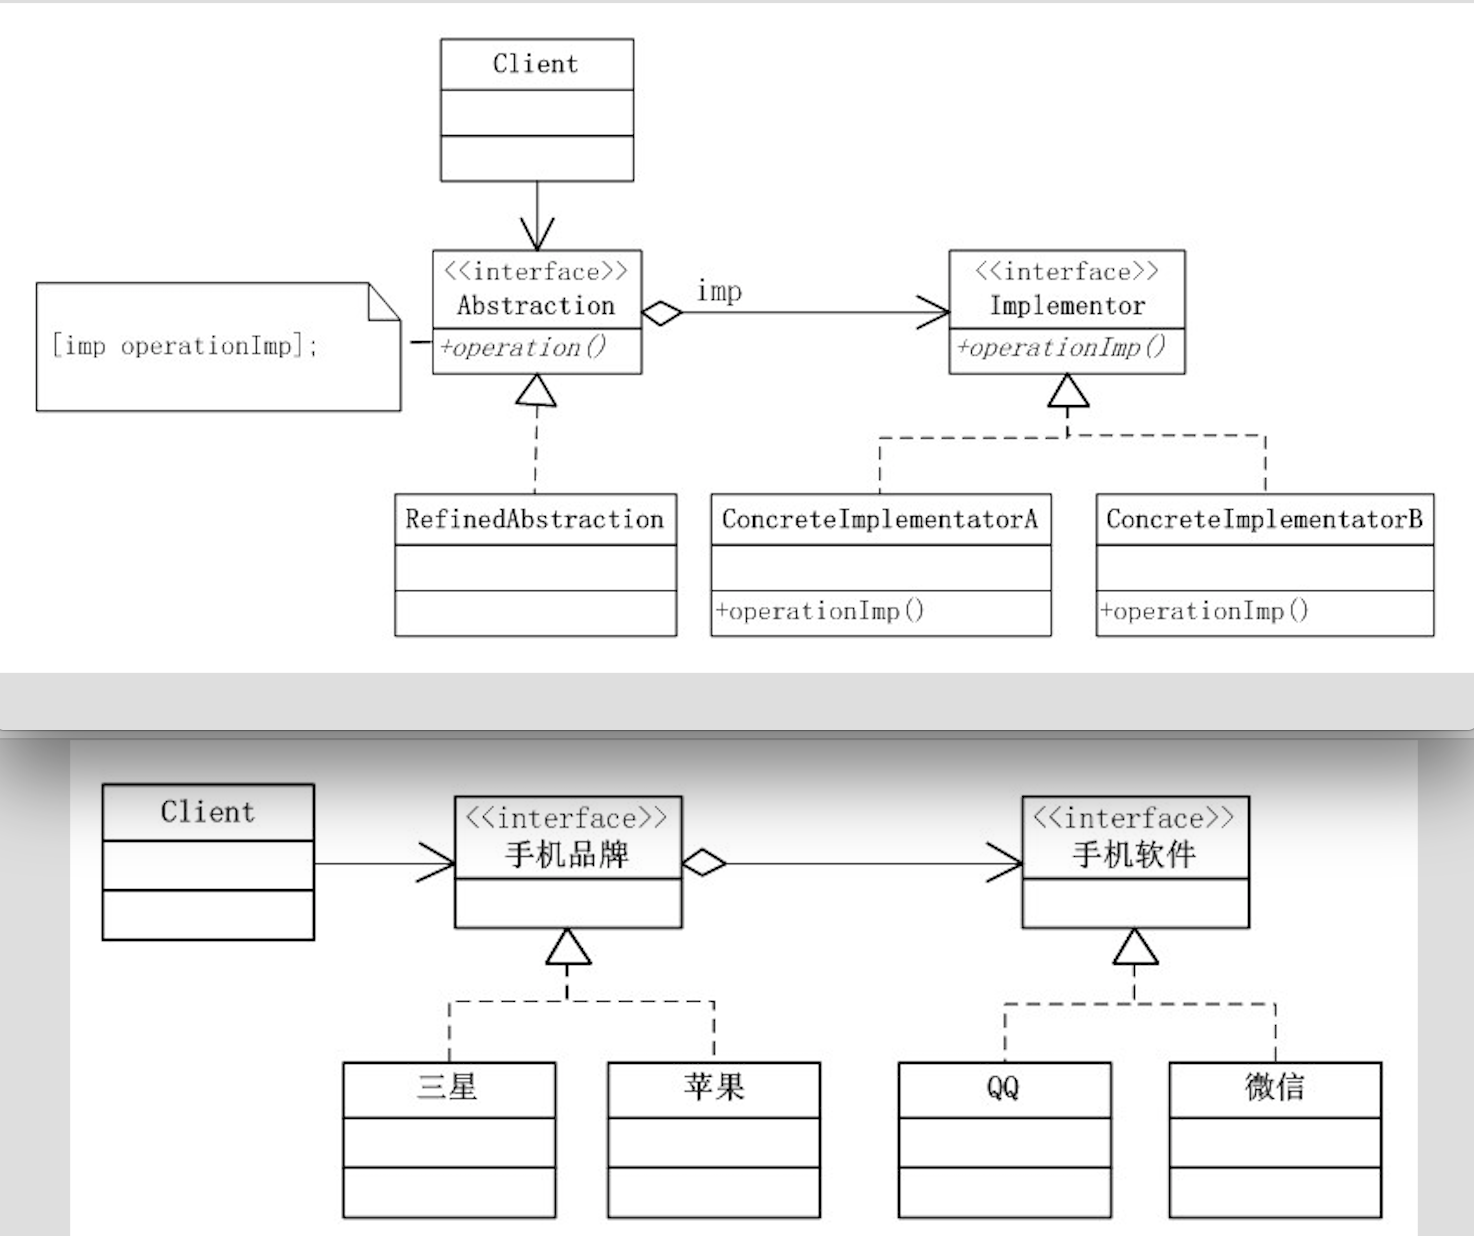 Client
<<interface>>
Abstraction
+operation()
imp
<<interface>>
Implementor
+operationImp()
[imp operationImp];
RefinedAbstraction
ConcreteImplementatorA
+operationImp()
ConcreteImplementatorB
+operationImp()
Client
<<interface>>
手机品牌
<<interface>>
手机软件
三星
苹果
QQ
微信